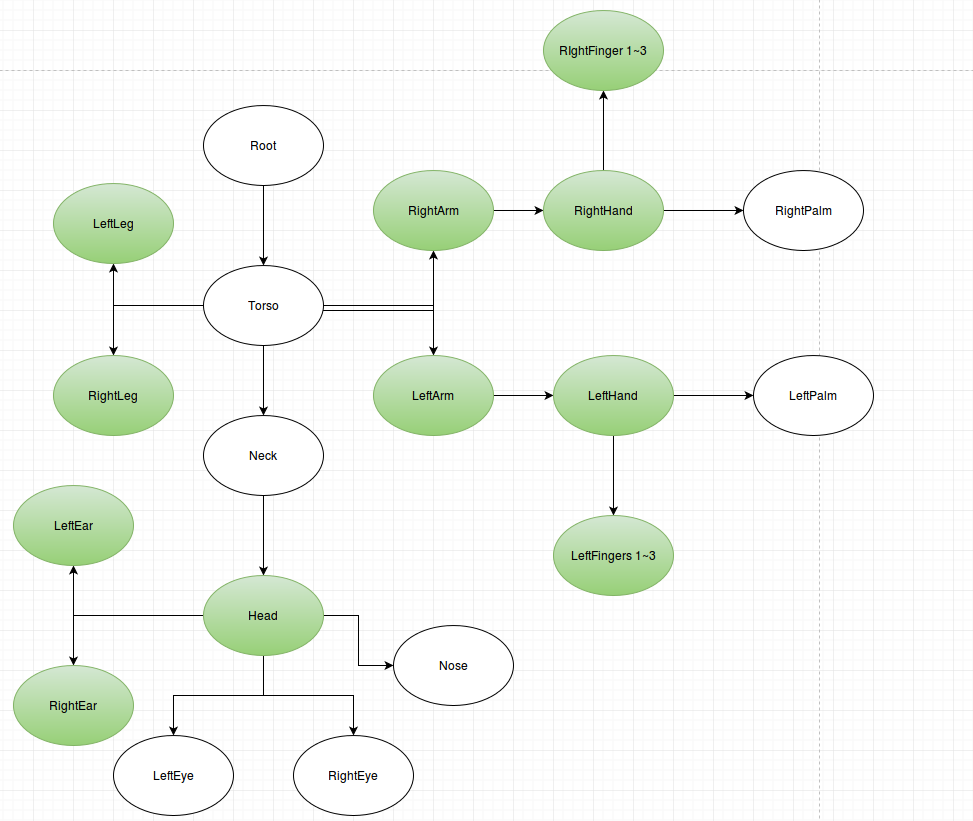 RIghtFinger 1~3
Root
LeftLeg
RightArm
RightHand
RightPalm
Torso
RightLeg
LeftArm
LeftHand
LeftPalm
Neck
LeftEar
LeftFingers 1~3
Head
Nose
RightEar
LeftEye
RightEye